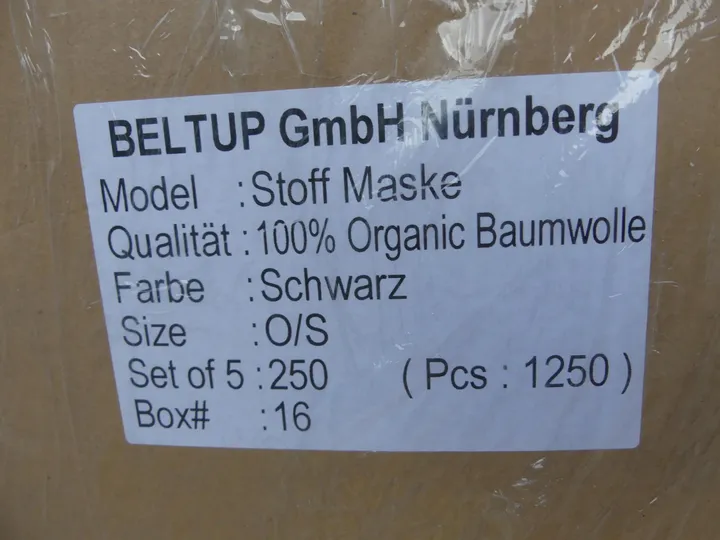 BELTUP GmbH Nürnberg
Model : Stoff Maske
Qualität : 100% Organic Baumwolle
Farbe : Schwarz
Size : O/S
Set of 5 : 250 ( Pcs : 1250 )
Box# : 16